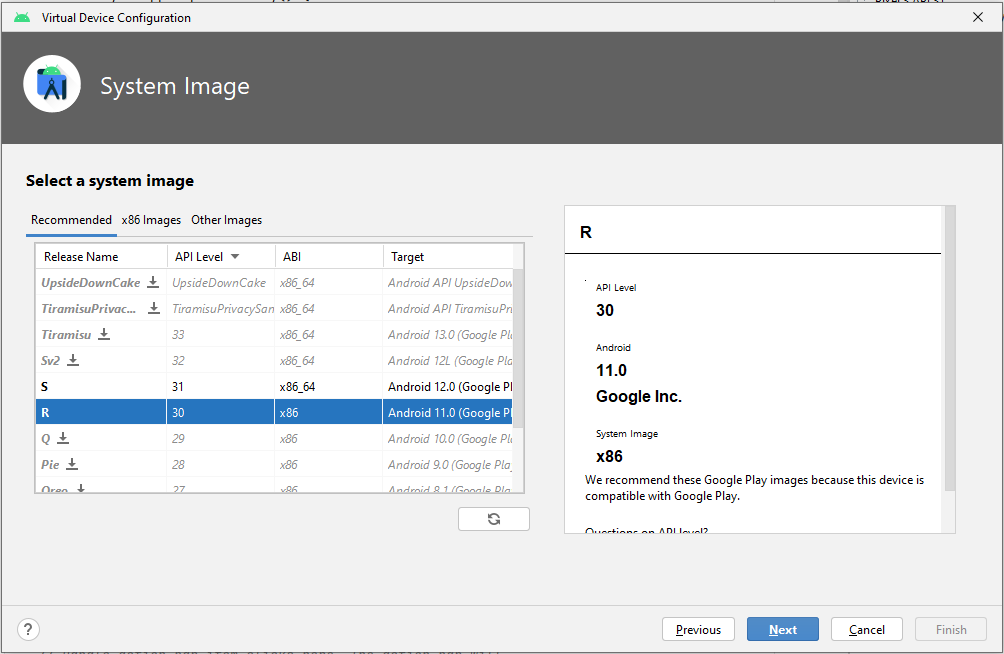 Virtual Device Configuration
System Image
Select a system image
Recommended x86 Images Other Images
Release Name API Level ABI Target
UpsideDownCake UpsideDownCake x86_64 Android API UpsideDow
TiramisuPrivac... TiramisuPrivacySan x86_64 Android API TiramisuPr
Tiramisu 33 x86_64 Android 13.0 (Google Pla
Sv2 32 x86_64 Android 12L (Google Pla
S 31 x86_64 Android 12.0 (Google Pl
R 30 x86 Android 11.0 (Google Pl
Q 29 x86 Android 10.0 (Google Pla
Pie 28 x86 Android 9.0 (Google Play
Oreo 27 x86 Android 8.1 (Google Play
R
API Level
30
Android
11.0
Google Inc.
System Image
x86
We recommend these Google Play images because this device is
compatible with Google Play.
Questions on API level?
? Previous Next Cancel Finish